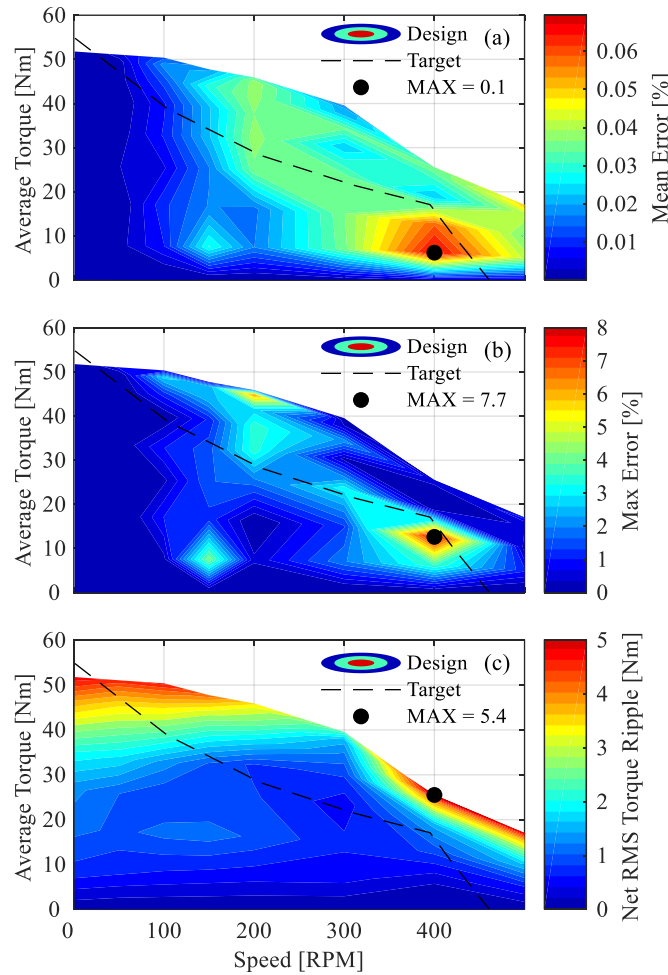 60
50
40
30
20
10
0
Average Torque [Nm]
Design (a)
Target
MAX = 0.1
0.06
0.05
0.04
0.03
0.02
0.01
Mean Error [%]
60
50
40
30
20
10
0
Average Torque [Nm]
Design (b)
Target
MAX = 7.7
8
7
6
5
4
3
2
1
0
Max Error [%]
60
50
40
30
20
10
0
Average Torque [Nm]
Design (c)
Target
MAX = 5.4
5
4
3
2
1
0
Net RMS Torque Ripple [Nm]
0 100 200 300 400
Speed [RPM]